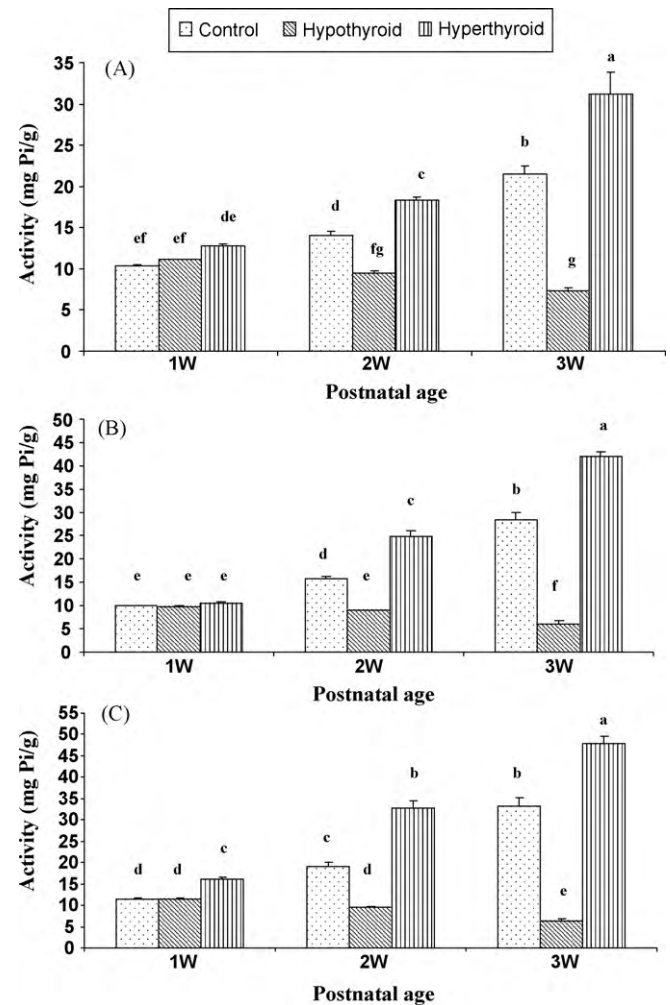 Control Hypothyroid Hyperthyroid
(A)
Activity (mg Pi/g)
35
30
25
20
15
10
5
0
ef ef de
d fg c
b g a
1W 2W 3W
Postnatal age
(B)
Activity (mg Pi/g)
50
45
40
35
30
25
20
15
10
5
0
e e e
d e c
b f a
1W 2W 3W
Postnatal age
(C)
Activity (mg Pi/g)
55
50
45
40
35
30
25
20
15
10
5
0
d d c
c d b
b e a
1W 2W 3W
Postnatal age